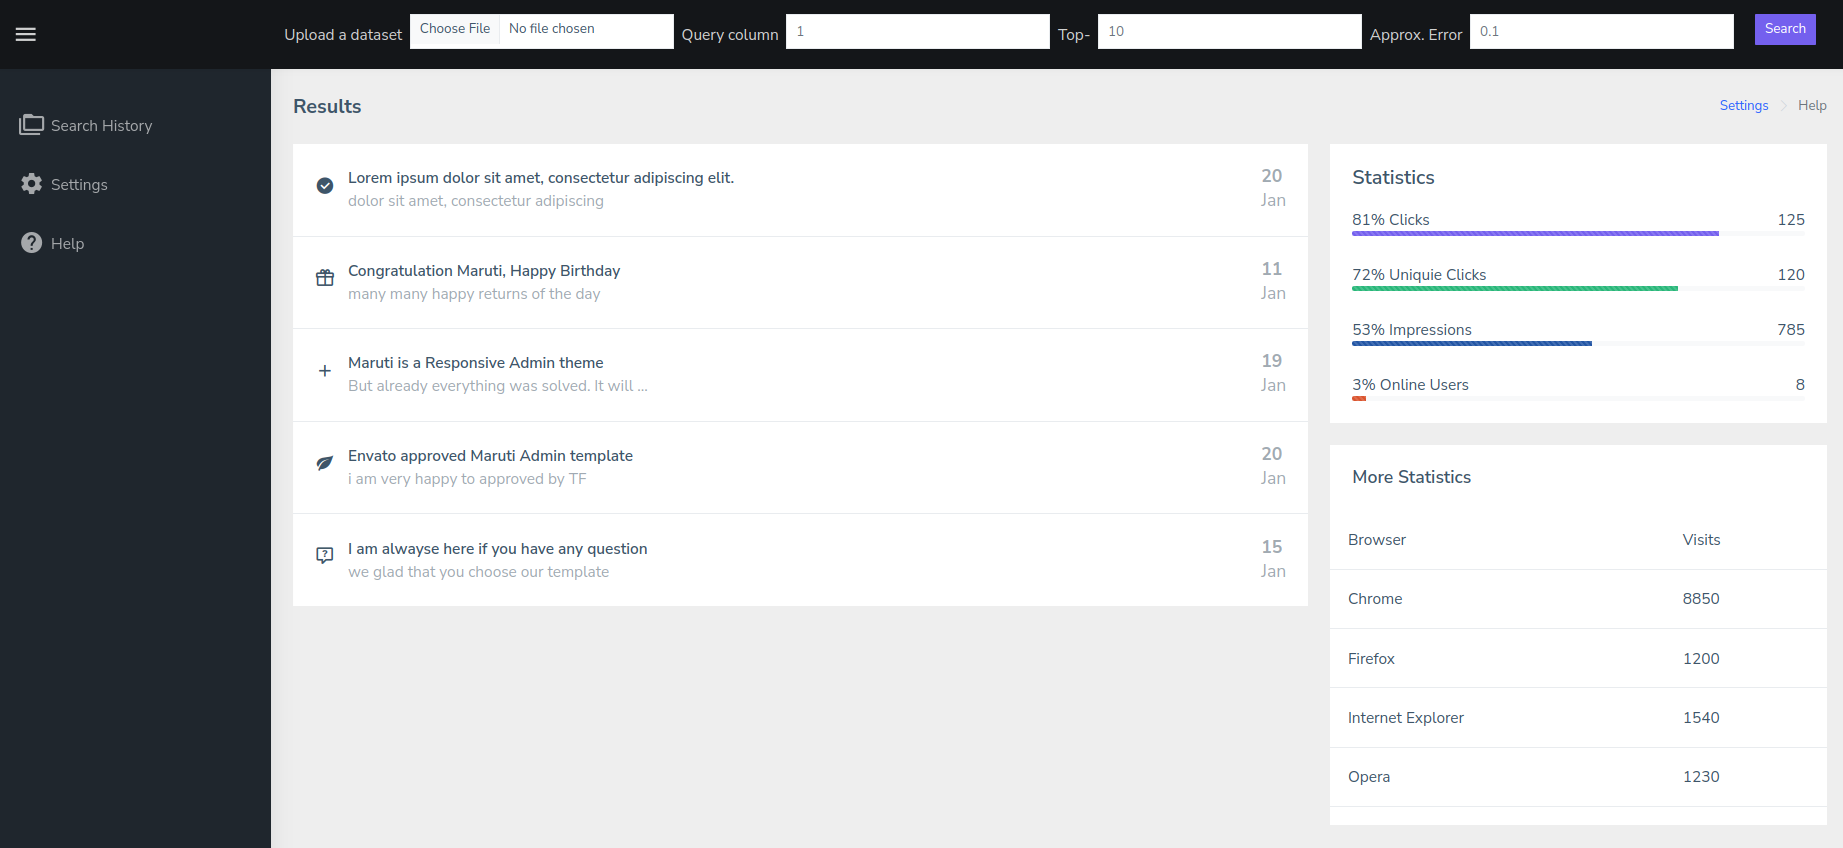 Upload a dataset Choose File No file chosen Query column 1 Top- 10 Approx. Error 0.1 Search
Search History
Settings
Help
Results
Settings Help
Lorem ipsum dolor sit amet, consectetur adipiscing elit.
dolor sit amet, consectetur adipiscing
20
Jan
Congratulation Maruti, Happy Birthday
many many happy returns of the day
11
Jan
Maruti is a Responsive Admin theme
But already everything was solved. It will ...
19
Jan
Envato approved Maruti Admin template
i am very happy to approved by TF
20
Jan
I am alwayse here if you have any question
we glad that you choose our template
15
Jan
Statistics
81% Clicks 125
72% Uniquie Clicks 120
53% Impressions 785
3% Online Users 8
More Statistics
Browser Visits
Chrome 8850
Firefox 1200
Internet Explorer 1540
Opera 1230